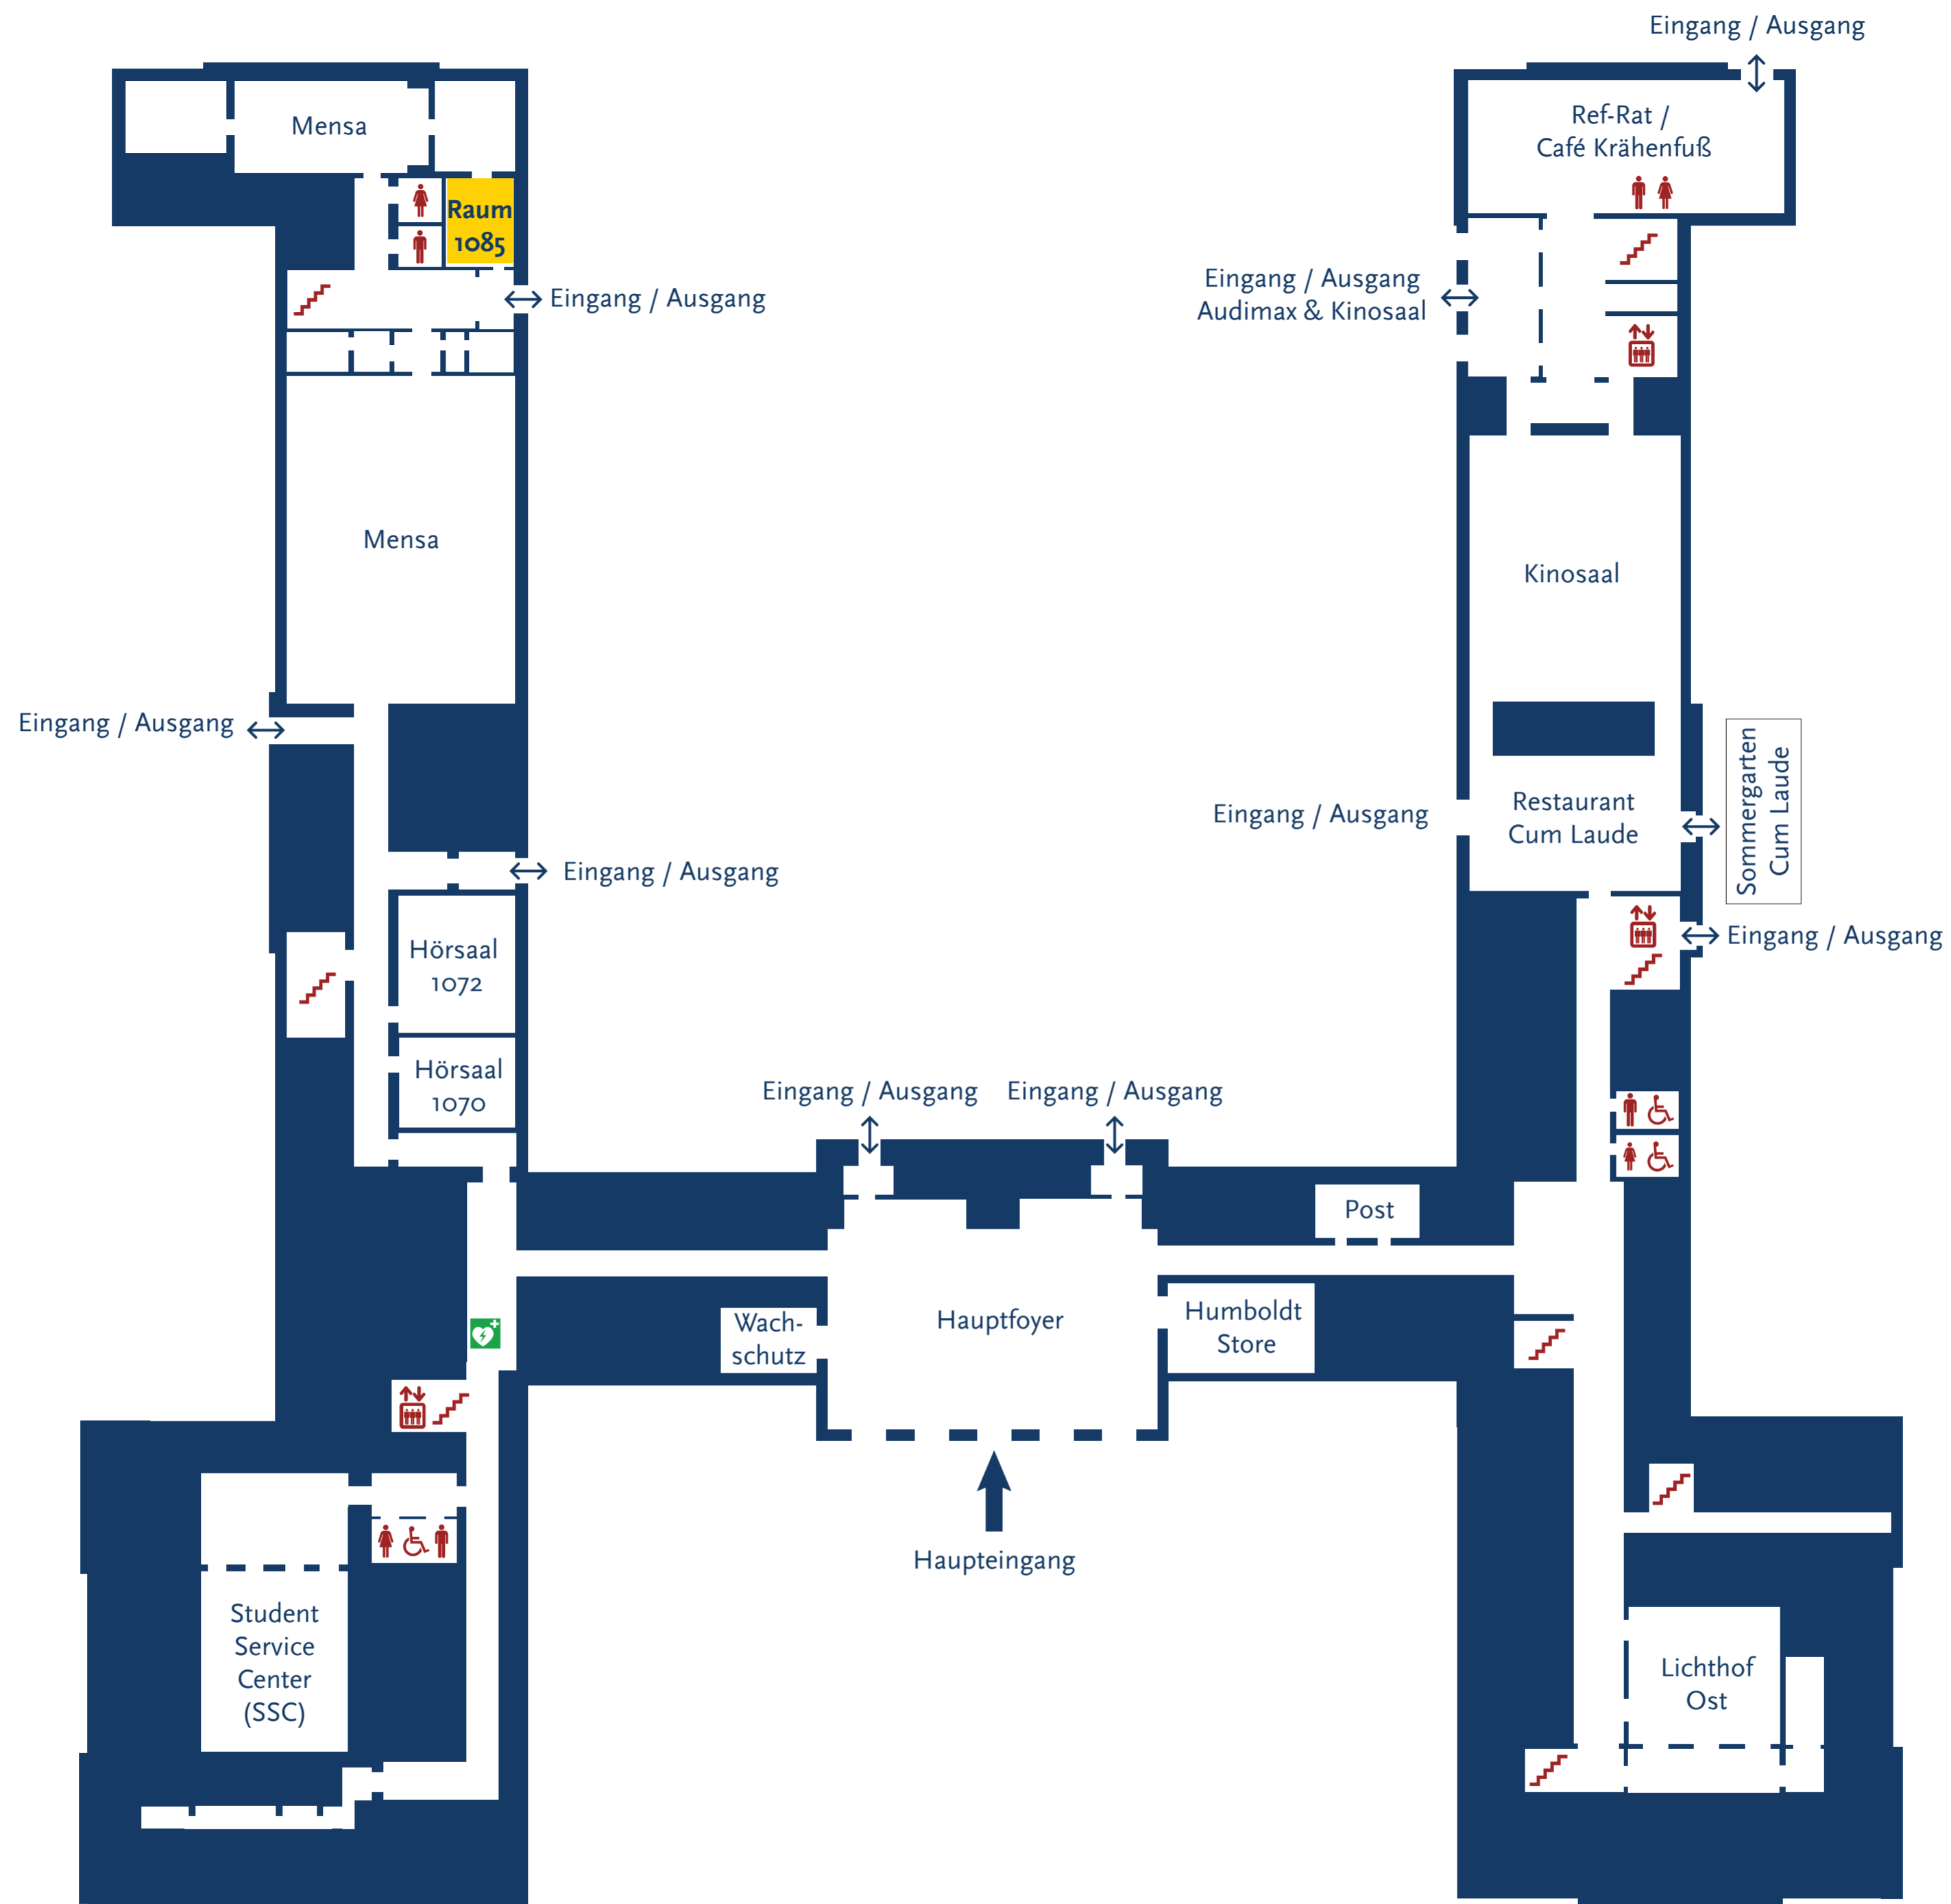 Eingang / Ausgang
Mensa
Ref-Rat /
Café Krähenfuß
Raum
1085
Eingang / Ausgang
Eingang / Ausgang
Audimax & Kinosaal
Mensa
Kinosaal
Eingang / Ausgang
Eingang / Ausgang
Restaurant
Cum Laude
Sommergarten
Cum Laude
Eingang / Ausgang
Hörsaal
1072
Eingang / Ausgang
Hörsaal
1070
Eingang / Ausgang
Eingang / Ausgang
Post
Wach-
schutz
Hauptfoyer
Humboldt
Store
Haupteingang
Student
Service
Center
(SSC)
Lichthof
Ost